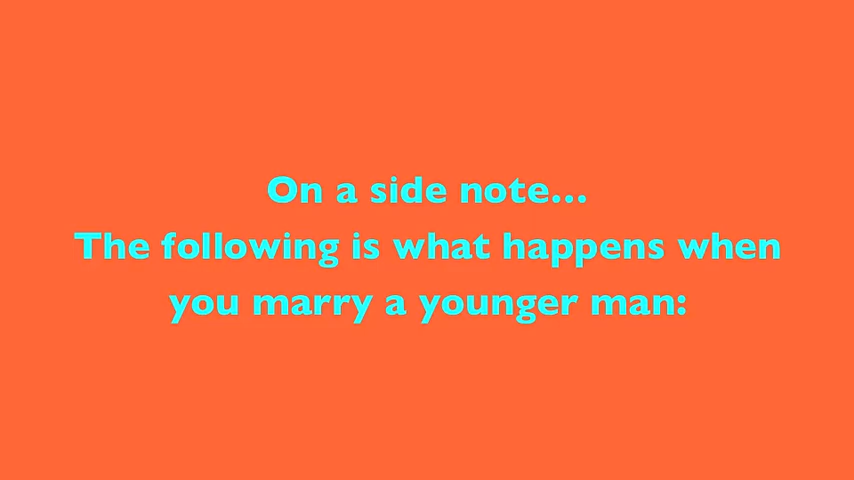 On a side note...
The following is what happens when
you marry a younger man: